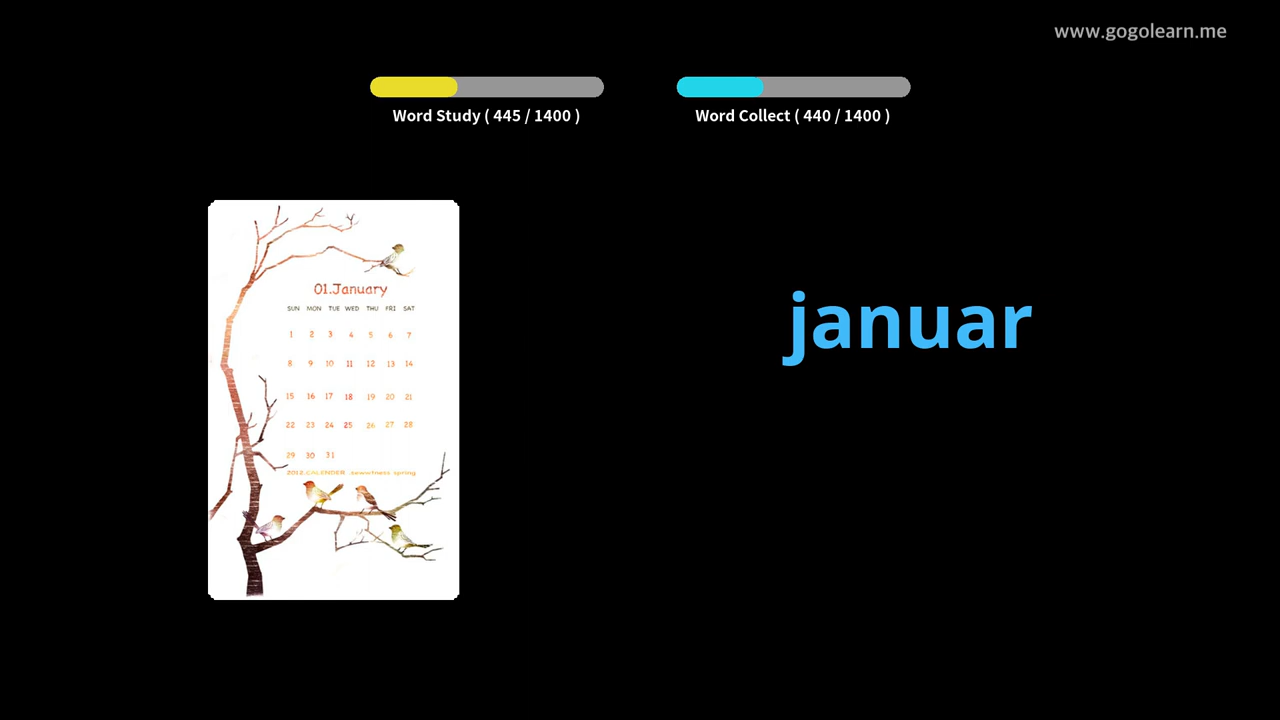 www.gogolearn.me
Word Study ( 445 / 1400 )
Word Collect ( 440 / 1400 )
01.January
SUN MON TUE WED THU FRI SAT
1 2 3 4 5 6 7
8 9 10 11 12 13 14
15 16 17 18 19 20 21
22 23 24 25 26 27 28
29 30 31
CALENDER
spring
januar